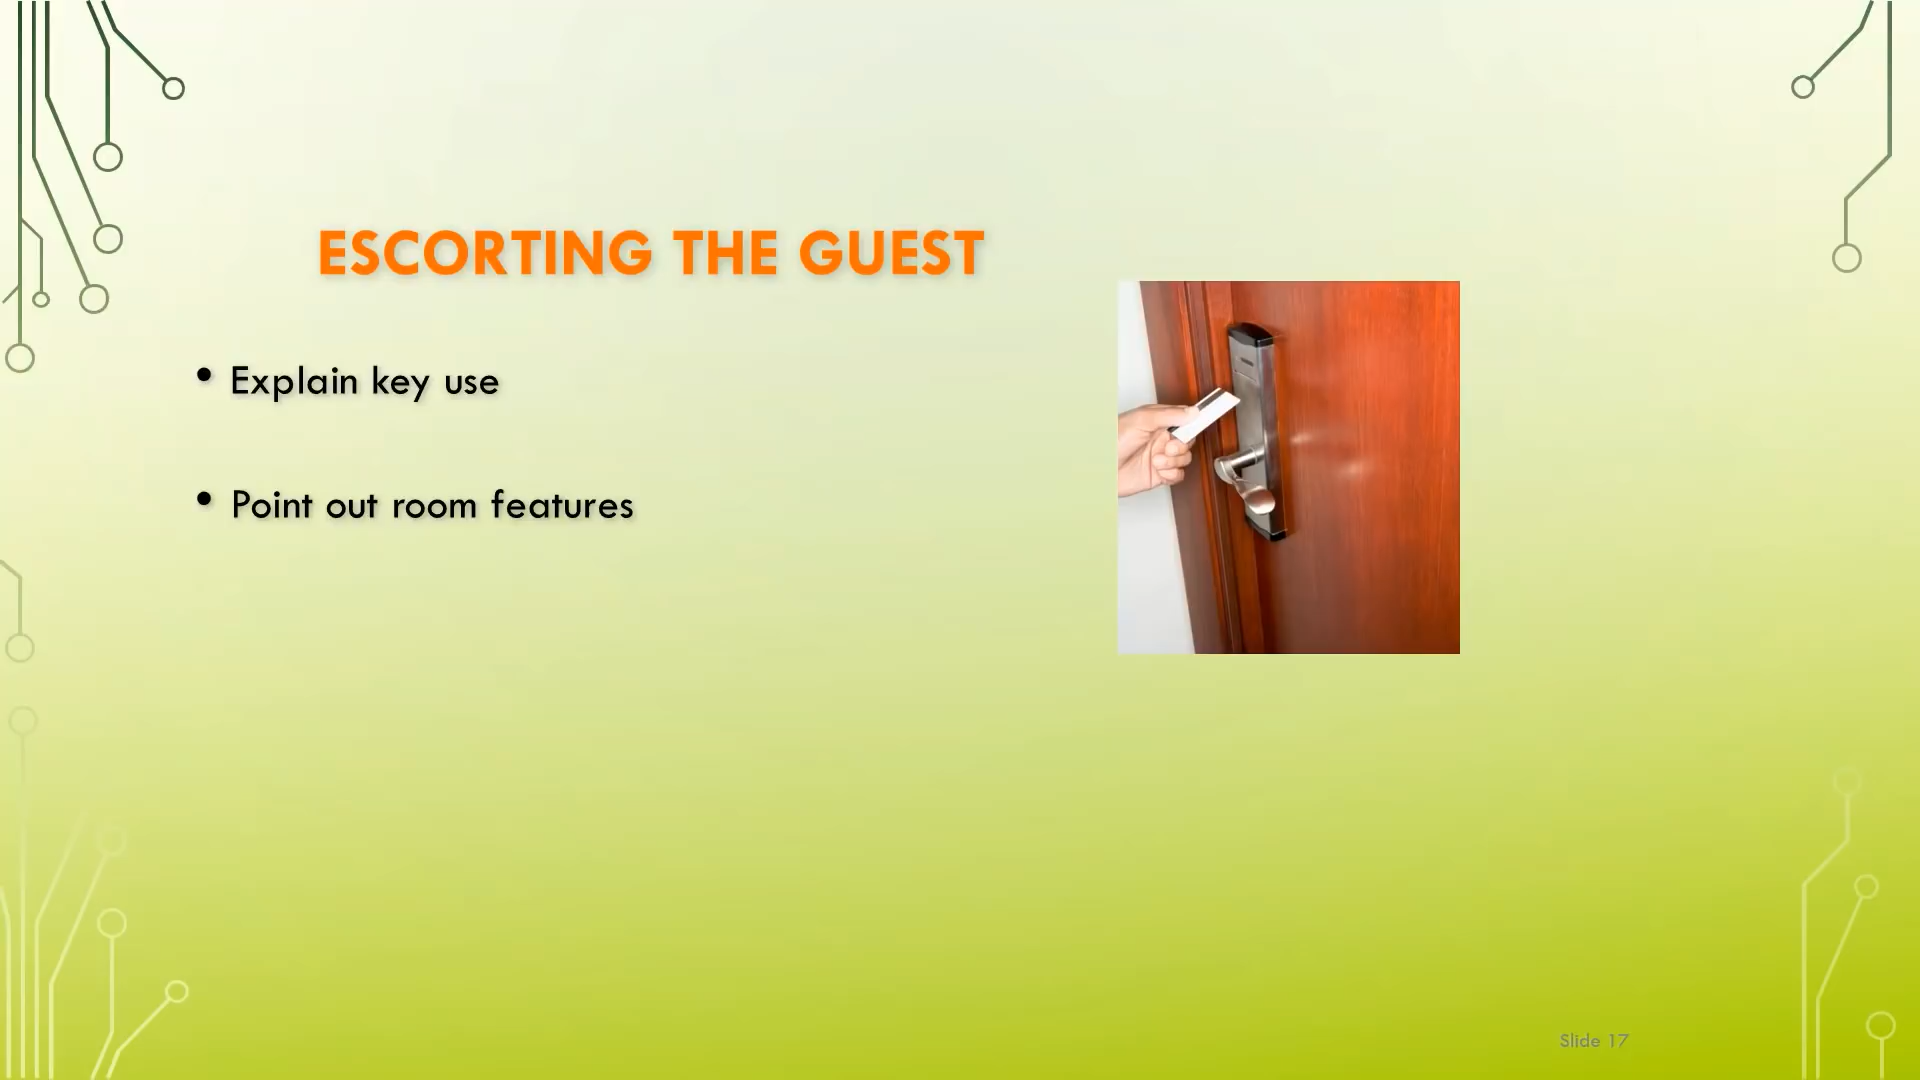 ESCORTING THE GUEST
• Explain key use
• Point out room features
Slide 17